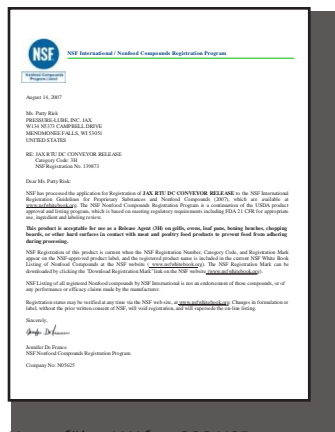 NSF
Nonfood Compounds
Program Listed
NSF International / Nonfood Compounds Registration Program
August 14, 2007
Ms. Patty Riek
PRESSURE-LUBE, INC. JAX
W134 N5373 CAMPBELL DRIVE
MENOMONEE FALLS, WI 53051
UNITED STATES
RE: JAX RTU DC CONVEYOR RELEASE
Category Code: 3H
NSF Registration No. 139873
Dear Ms. Patty Riek:
NSF has processed the application for Registration of JAX RTU DC CONVEYOR RELEASE to the NSF International
Registration Guidelines for Proprietary Substances and Nonfood Compounds (2007), which are available at
www.nsfwhitebook.org. The NSF Nonfood Compounds Registration Program is a continuation of the USDA product
approval and listing program, which is based on meeting regulatory requirements including FDA 21 CFR for appropriate
use, ingredient and labeling review.
This product is acceptable for use as a Release Agent (3H) on grills, ovens, loaf pans, boning benches, chopping
boards, or other hard surfaces in contact with meat and poultry food products to prevent food from adhering
during processing.
NSF Registration of this product is current when the NSF Registration Number, Category Code, and Registration Mark
appear on the NSF-approved product label, and the registered product name is included in the current NSF White Book
Listing of Nonfood Compounds at the NSF website (www.nsfwhitebook.org). The NSF Registration Mark can be
downloaded by clicking the "Download Registration Mark" link on the NSF website (www.nsfwhitebook.org).
NSF Listing of all registered Nonfood compounds by NSF International is not an endorsement of those compounds, or of
any performance or efficacy claims made by the manufacturer.
Registration status may be verified at any time via the NSF web site, at www.nsfwhitebook.org. Changes in formulation or
label, without the prior written consent of NSF, will void registration, and will supersede the on-line listing.
Sincerely,
Jennifer De France
Jennifer De France
NSF Nonfood Compounds Registration Program
Company No: N05625